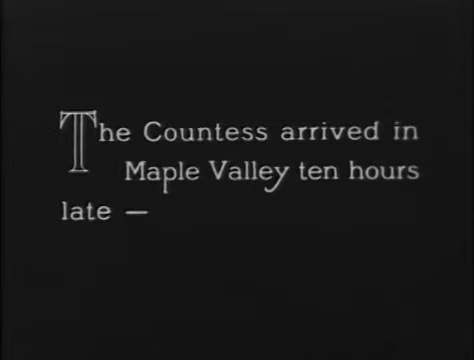 The Countess arrived in
Maple Valley ten hours
late —